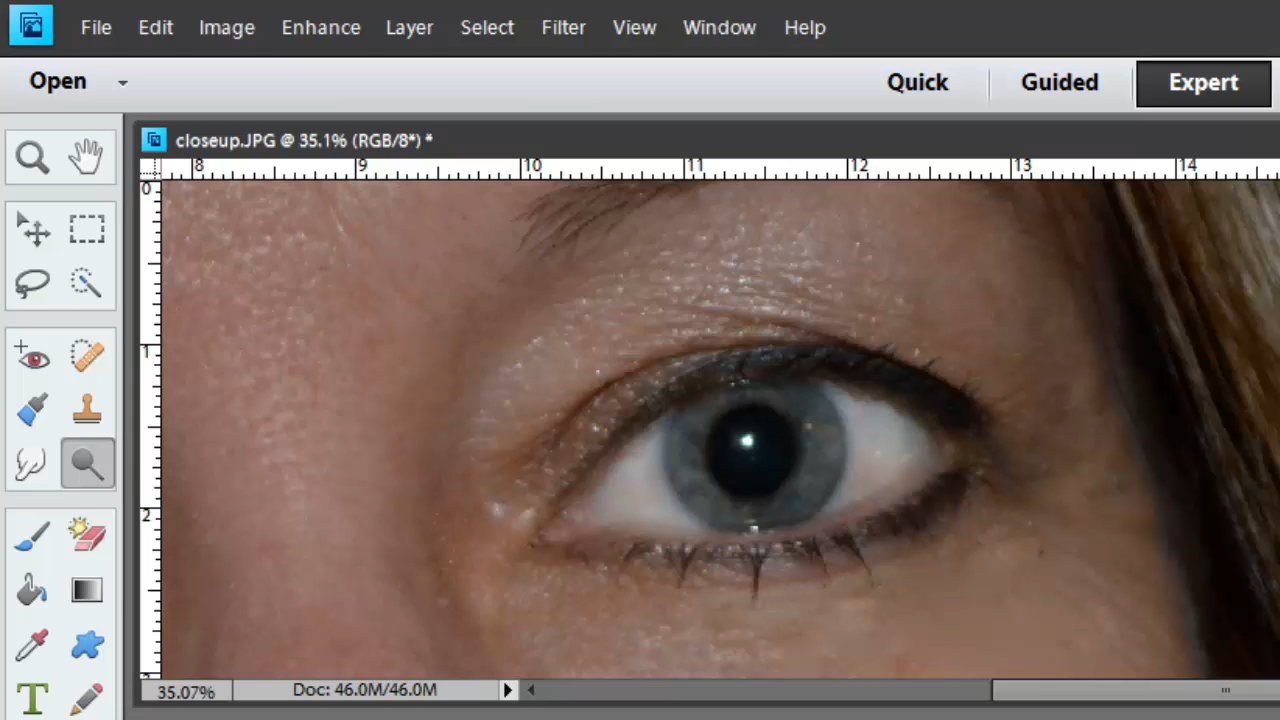 File Edit Image Enhance Layer Select Filter View Window Help
Open Quick Guided Expert
closeup.JPG @ 35.1% (RGB/8*) *
8 9 10 11 12 13 14
0
1
2
T
35.07% Doc: 46.0M/46.0M